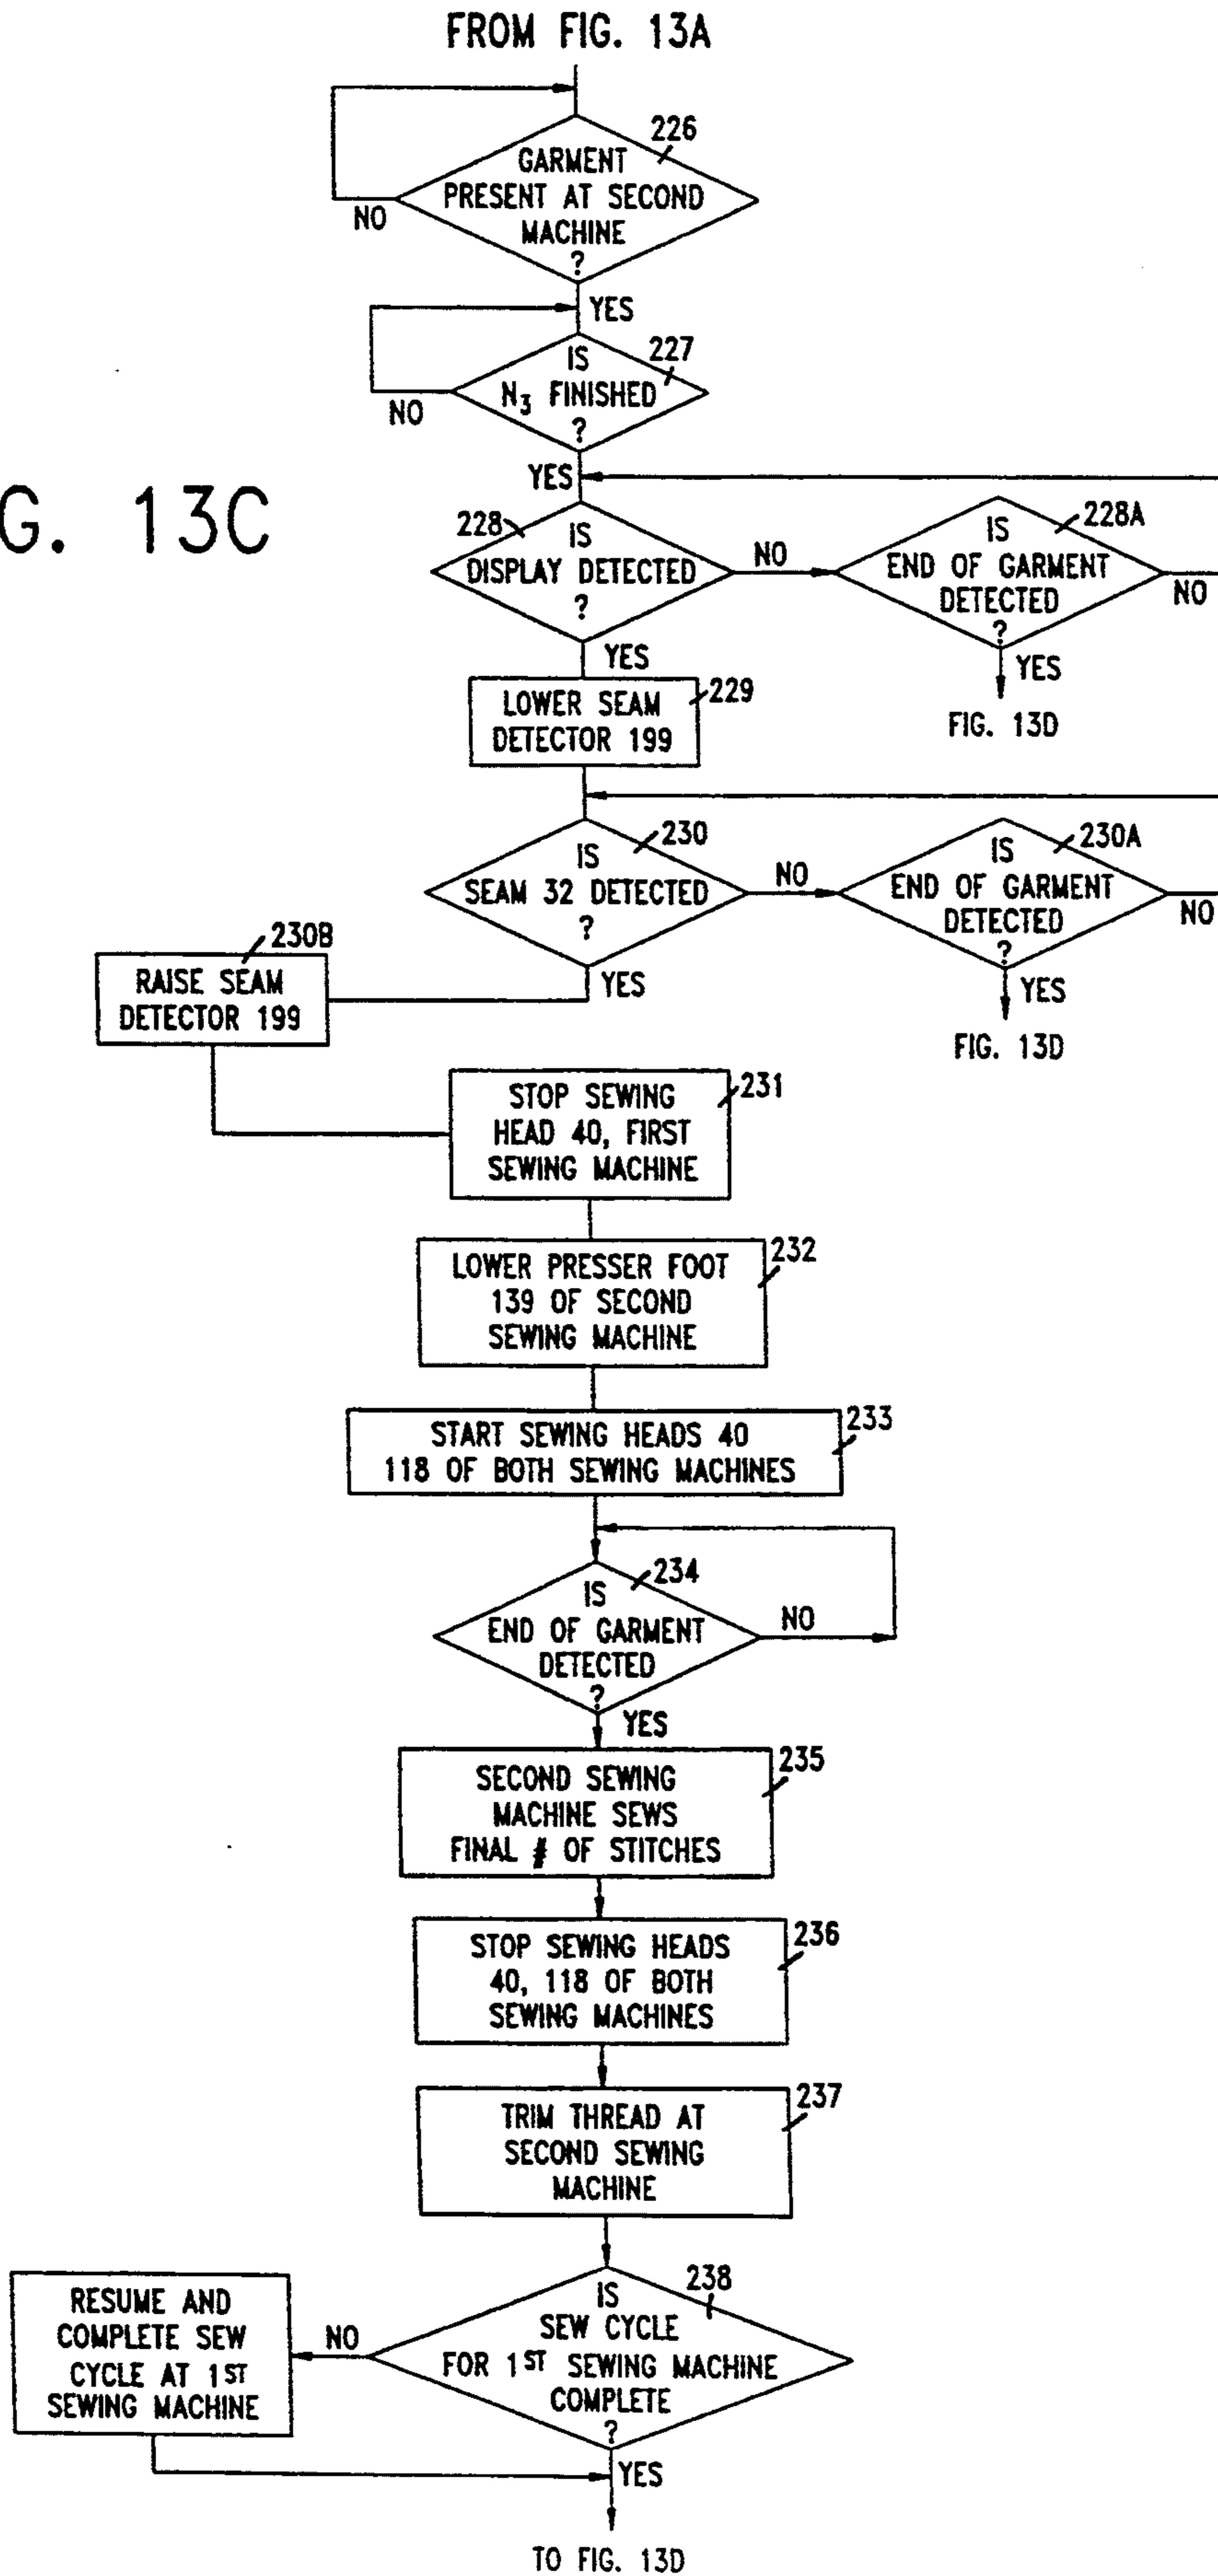 FROM FIG. 13A
226
GARMENT
PRESENT AT SECOND
MACHINE
?
NO
YES
227
IS
N3 FINISHED
?
NO
YES
G. 13C
228
IS
DISPLAY DETECTED
?
NO
228A
IS
END OF GARMENT
DETECTED
?
NO
YES
FIG. 13D
YES
LOWER SEAM
DETECTOR 199
229
230
IS
SEAM 32 DETECTED
?
NO
230A
IS
END OF GARMENT
DETECTED
?
NO
YES
FIG. 13D
YES
230B
RAISE SEAM
DETECTOR 199
231
STOP SEWING
HEAD 40, FIRST
SEWING MACHINE
232
LOWER PRESSER FOOT
139 OF SECOND
SEWING MACHINE
233
START SEWING HEADS 40
118 OF BOTH SEWING MACHINES
234
IS
END OF GARMENT
DETECTED
?
NO
YES
235
SECOND SEWING
MACHINE SEWS
FINAL # OF STITCHES
236
STOP SEWING HEADS
40, 118 OF BOTH
SEWING MACHINES
237
TRIM THREAD AT
SECOND SEWING
MACHINE
238
IS
SEW CYCLE
FOR 1ST SEWING MACHINE
COMPLETE
?
NO
RESUME AND
COMPLETE SEW
CYCLE AT 1ST
SEWING MACHINE
YES
TO FIG. 13D